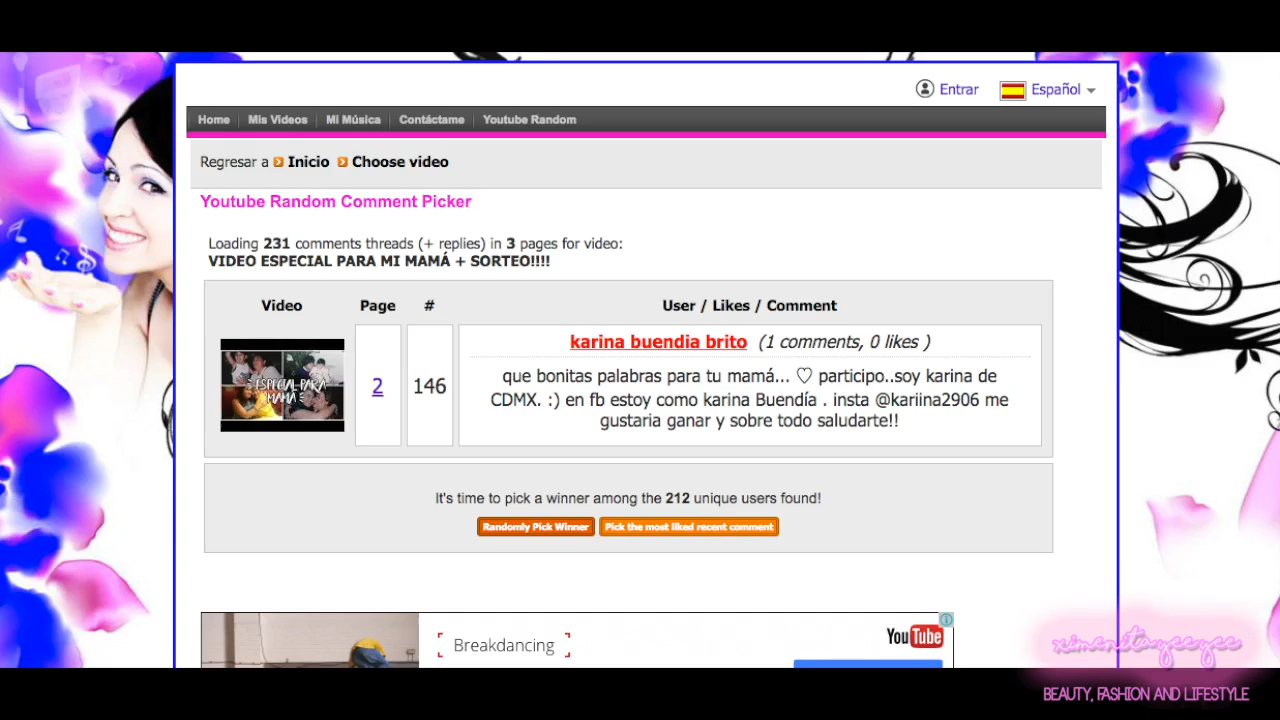 Entrar
Español
Home
Mis Videos
Mi Música
Contáctame
Youtube Random
Regresar a Inicio Choose video
Youtube Random Comment Picker
Loading 231 comments threads (+ replies) in 3 pages for video:
VIDEO ESPECIAL PARA MI MAMÁ + SORTEO!!!!
Video
Page
#
User / Likes / Comment
ESPECIAL PARA
MAMÁ
2
146
karina buendia brito (1 comments, 0 likes )
que bonitas palabras para tu mamá... ♡ participo..soy karina de
CDMX. :) en fb estoy como karina Buendía . insta @kariina2906 me
gustaria ganar y sobre todo saludarte!!
It's time to pick a winner among the 212 unique users found!
Randomly Pick Winner
Pick the most liked recent comment
Breakdancing
YouTube
ximenitaygeeyee
BEAUTY, FASHION AND LIFESTYLE